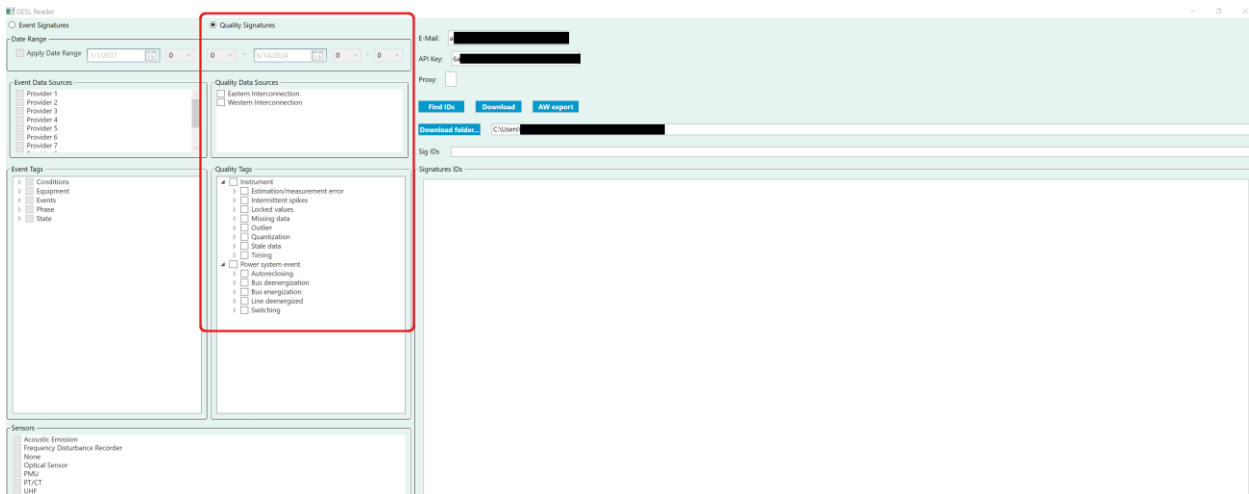 GESL Reader
Event Signatures
Quality Signatures
Date Range
Apply Date Range 1/1/2017 0 0 - 6/14/2024 0 : 0
Event Data Sources
Provider 1
Provider 2
Provider 3
Provider 4
Provider 5
Provider 6
Provider 7
Quality Data Sources
Eastern Interconnection
Western Interconnection
Event Tags
Conditions
Equipment
Events
Phase
State
Quality Tags
Instrument
Estimation/measurement error
Intermittent spikes
Locked values
Missing data
Outlier
Quantization
Stale data
Timing
Power system event
Autoreclosing
Bus deenergization
Bus energization
Line deenergized
Switching
Sensors
Acoustic Emission
Frequency Disturbance Recorder
None
Optical Sensor
PMU
PT/CT
UHF
E-Mail: a
API Key: 6a
Proxy:
Find IDs Download AW export
Download folder... C:\Users\
Sig IDs
Signatures IDs